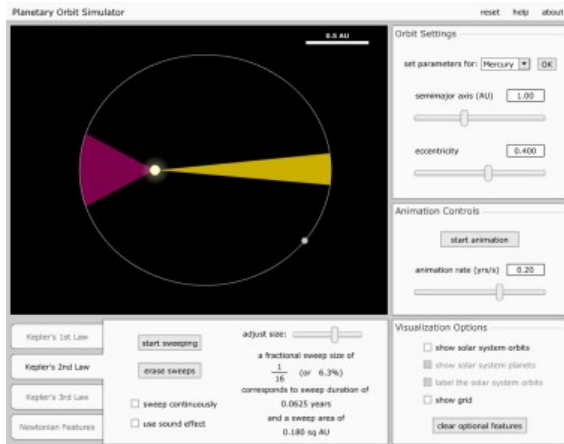 Planetary Orbit Simulator
reset help about
0.5 AU
Orbit Settings
set parameters for: Mercury OK
semimajor axis (AU) 1.00
eccentricity 0.400
Animation Controls
start animation
animation rate (yrs/s) 0.20
Kepler's 1st Law
Kepler's 2nd Law
Kepler's 3rd Law
Newtonian Features
start sweeping
erase sweeps
sweep continuously
use sound effect
adjust size:
a fractional sweep size of
1
16 (or 6.3%)
corresponds to sweep duration of
0.0625 years
and a sweep area of
0.180 sq AU
Visualization Options
show solar system orbits
show solar system planets
label the solar system orbits
show grid
clear optional features